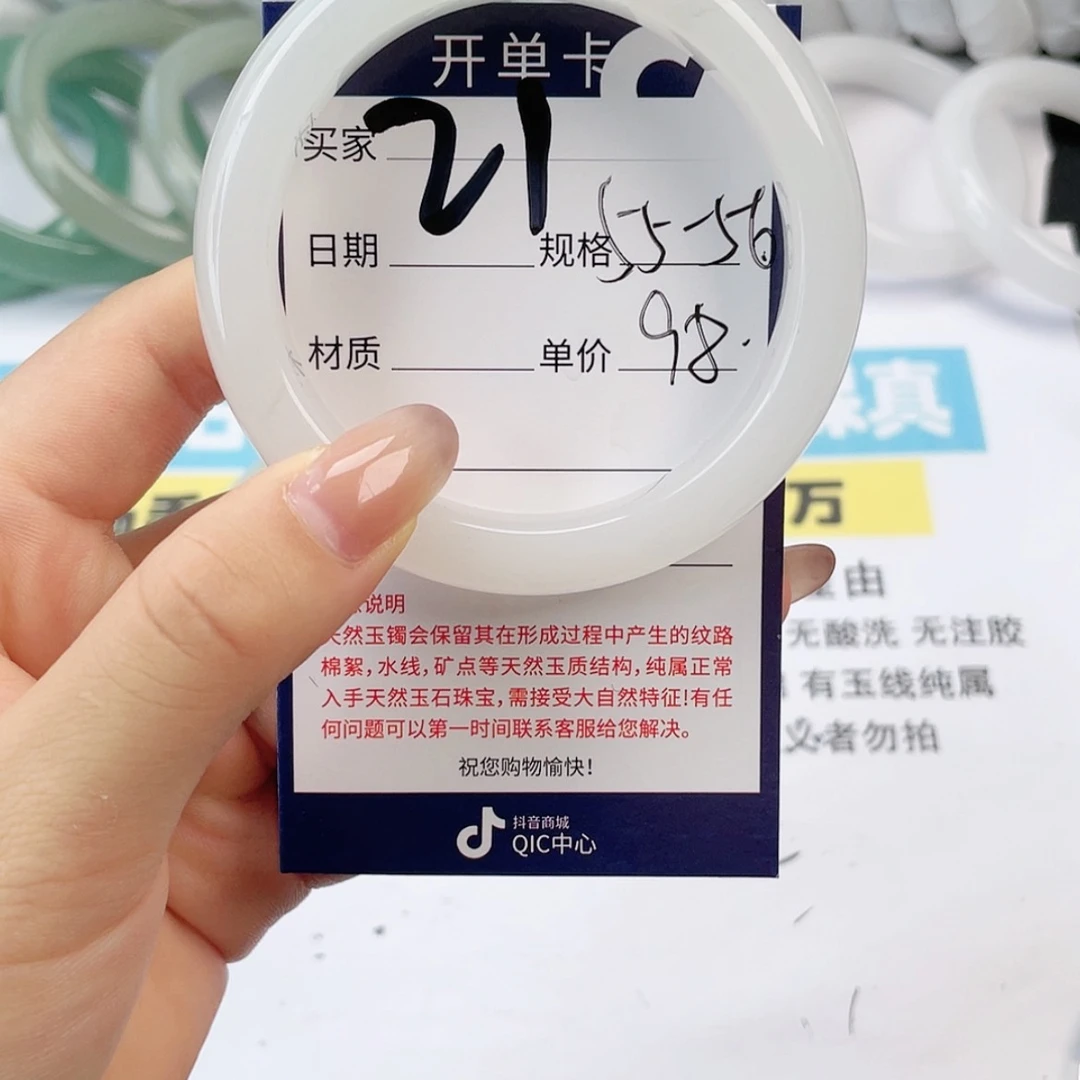 开单卡
买家 21
日期 规格 55-56
材质 单价 98.
说明
天然玉镯会保留其在形成过程中产生的纹路
棉絮,水线,矿点等天然玉质结构,纯属正常
入手天然玉石珠宝,需接受大自然特征!有任
何问题可以第一时间联系客服给您解决。
祝您购物愉快!
抖音商城
QIC中心
真
万
由
无酸洗 无注胶
有玉线纯属
者勿拍